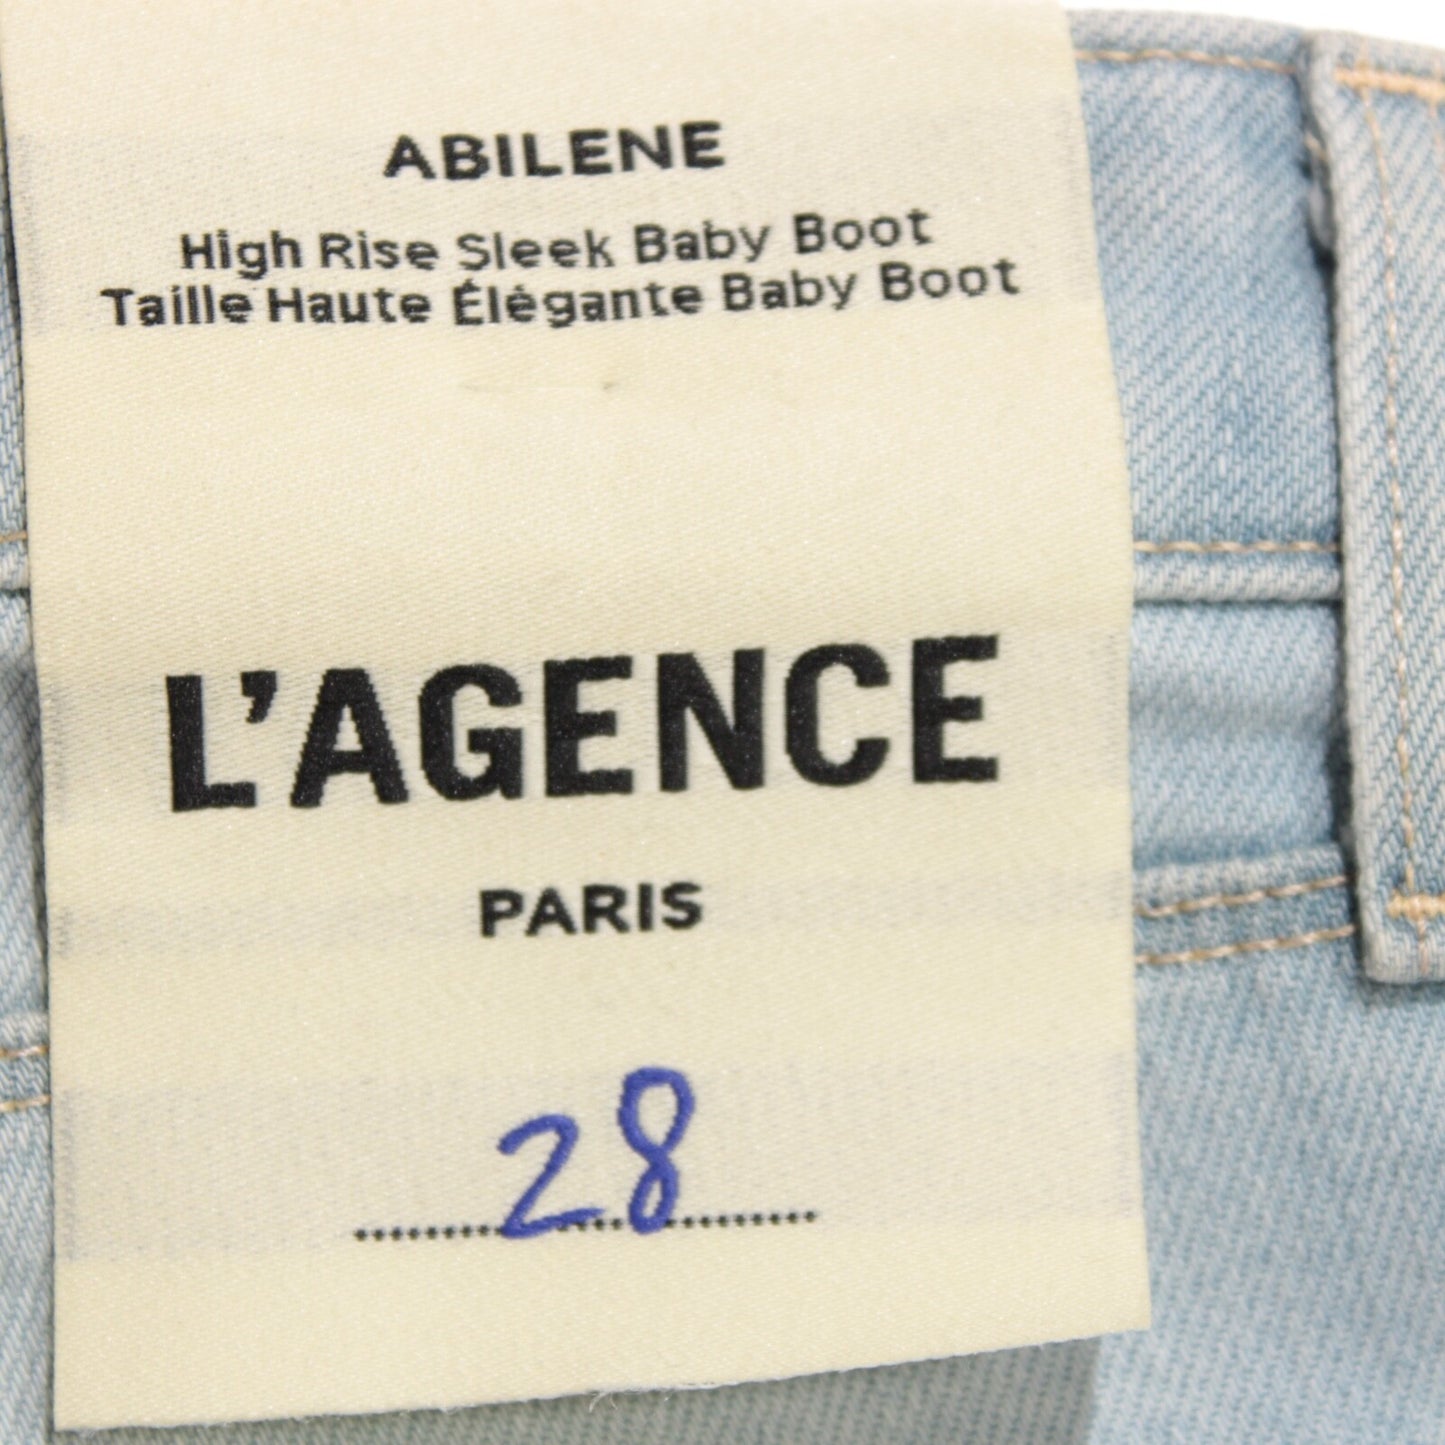 ABILENE
High Rise Sleek Baby Boot
Taille Haute Élégante Baby Boot
L'AGENCE
PARIS
28